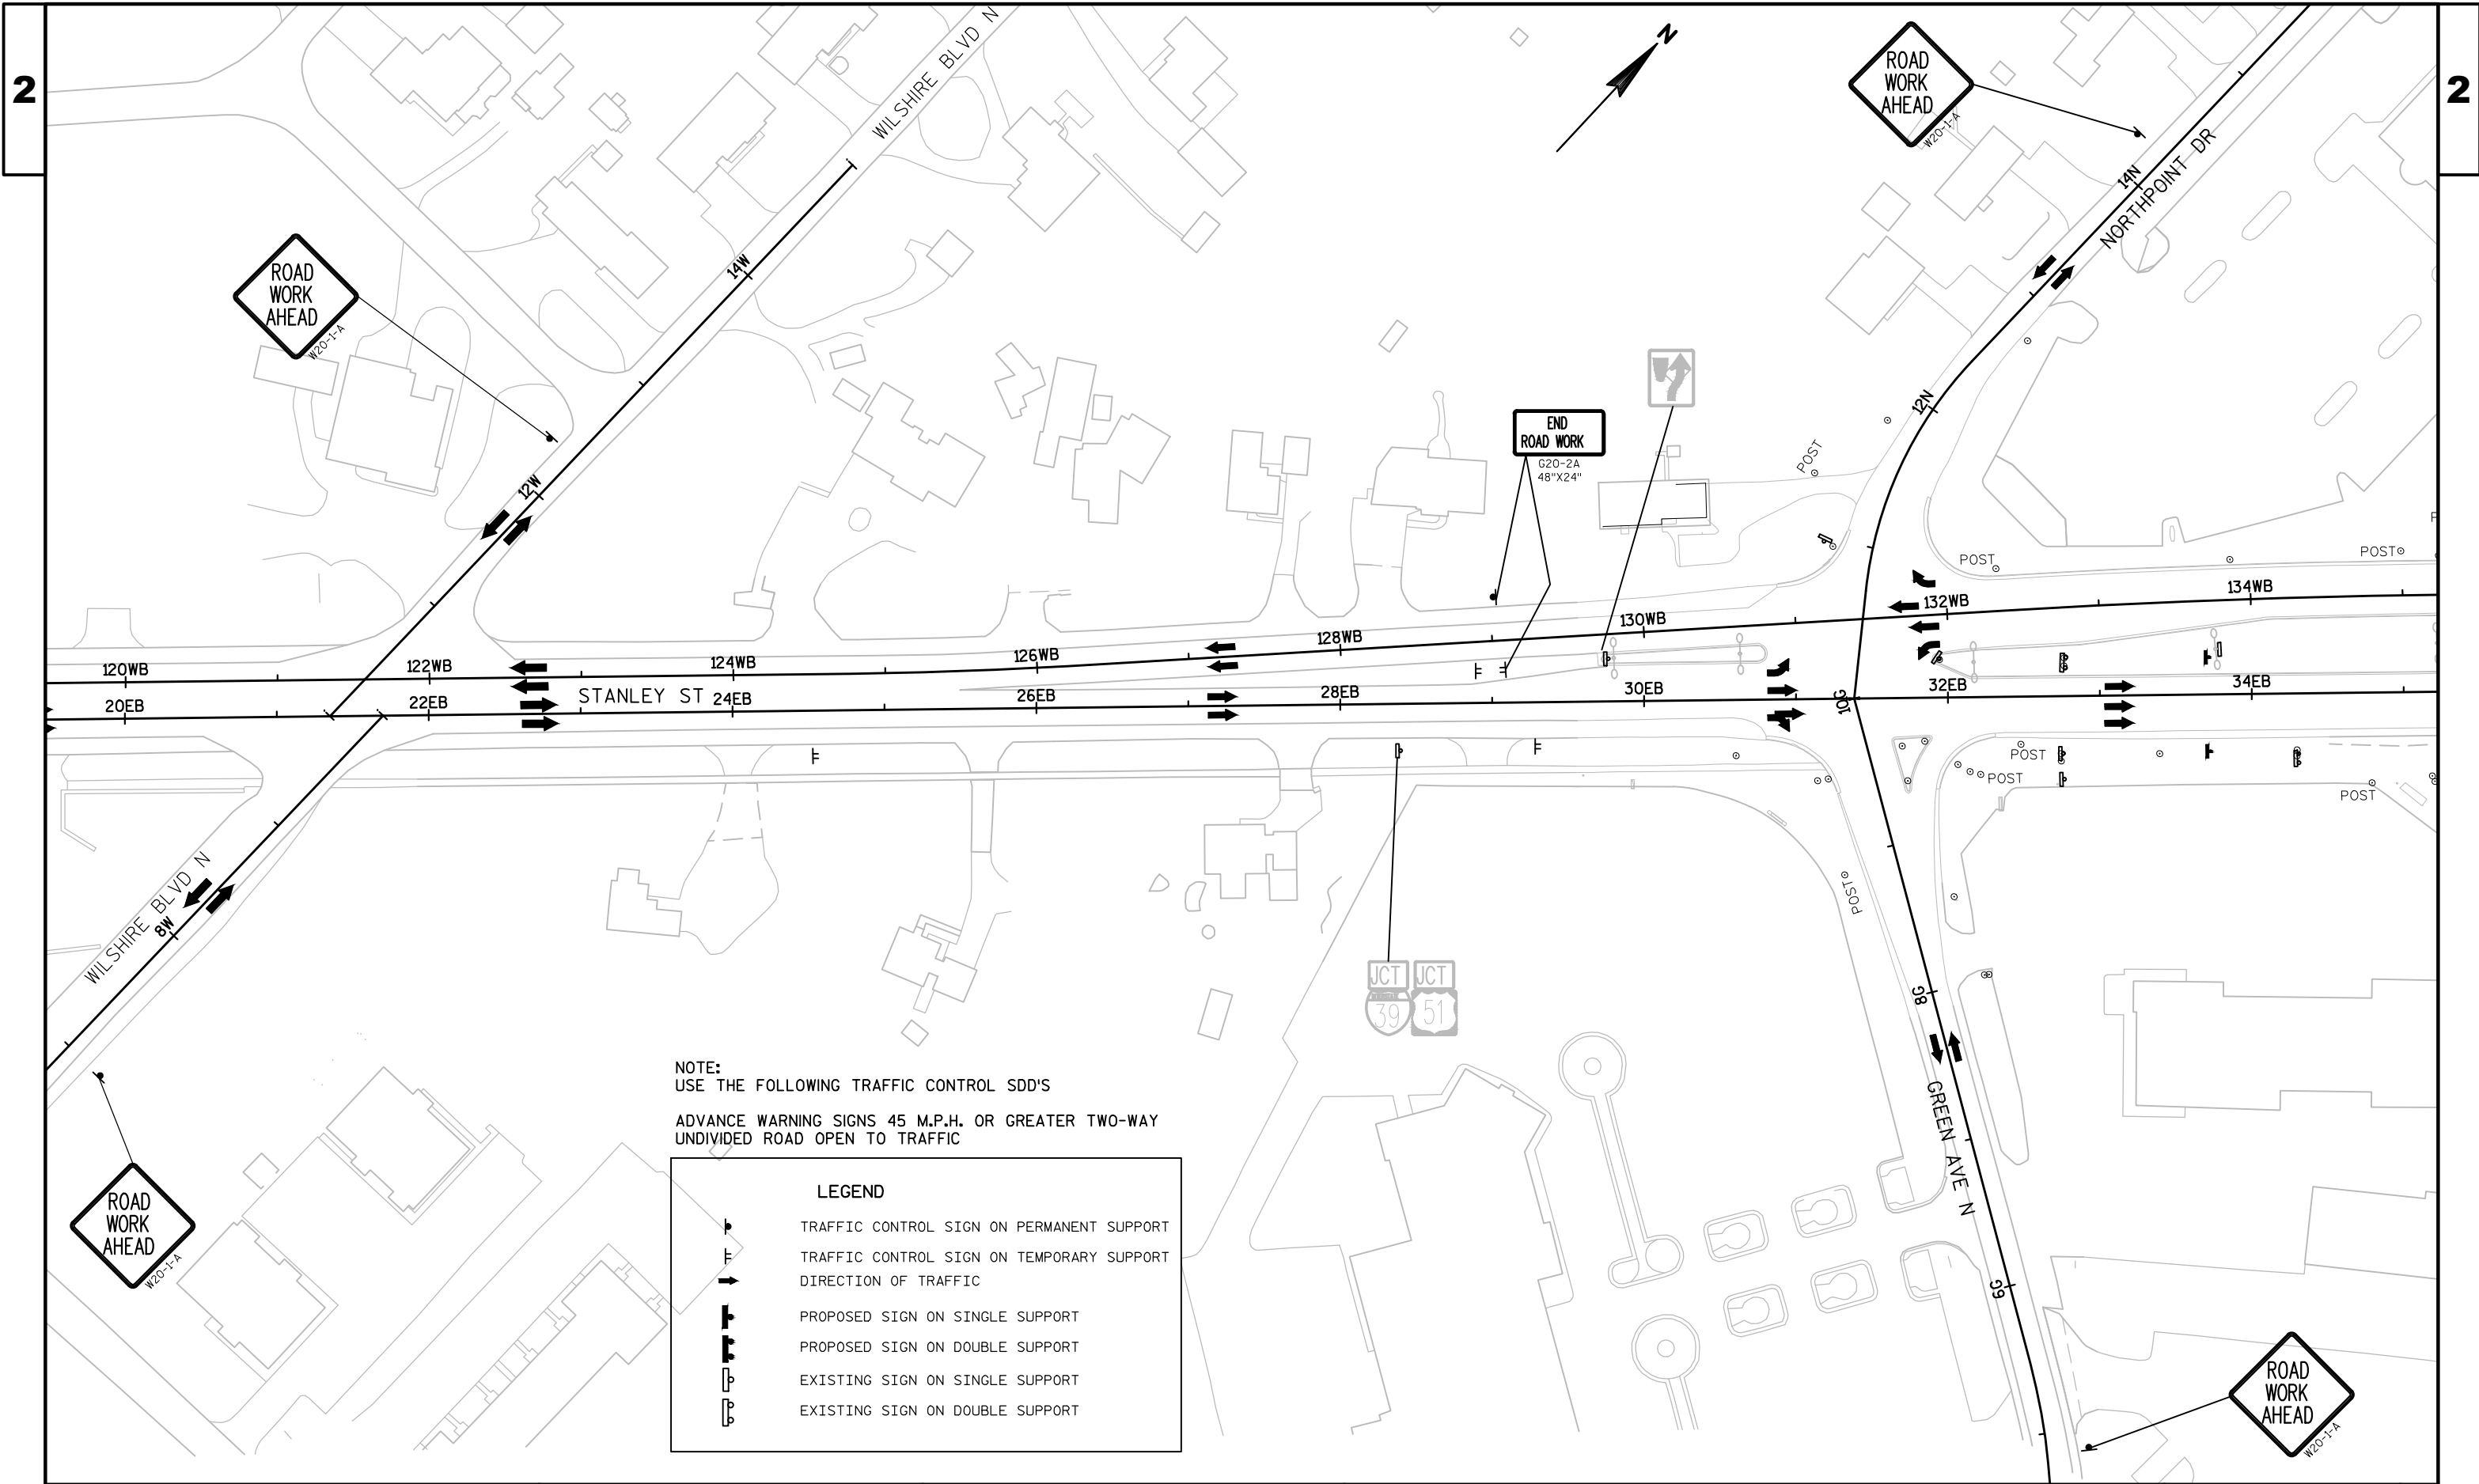 2
2
WILSHIRE BLVD N
N
ROAD
WORK
AHEAD
W20-1-A
14N
NORTHPOINT DR
ROAD
WORK
AHEAD
W20-1-A
14W
12W
12N
END
ROAD WORK
G20-2A
48"X24"
POST
POST
POST
120WB
122WB
124WB
126WB
128WB
130WB
132WB
134WB
STANLEY ST
20EB
22EB
24EB
26EB
28EB
30EB
32EB
34EB
10G
POST
POST
POST
POST
WILSHIRE BLVD N
8W
JCT
JCT
39
51
8G
GREEN AVE N
6G
ROAD
WORK
AHEAD
W20-1-A
NOTE:
USE THE FOLLOWING TRAFFIC CONTROL SDD'S
ADVANCE WARNING SIGNS 45 M.P.H. OR GREATER TWO-WAY
UNDIVIDED ROAD OPEN TO TRAFFIC
LEGEND
TRAFFIC CONTROL SIGN ON PERMANENT SUPPORT
TRAFFIC CONTROL SIGN ON TEMPORARY SUPPORT
DIRECTION OF TRAFFIC
PROPOSED SIGN ON SINGLE SUPPORT
PROPOSED SIGN ON DOUBLE SUPPORT
EXISTING SIGN ON SINGLE SUPPORT
EXISTING SIGN ON DOUBLE SUPPORT
ROAD
WORK
AHEAD
W20-1-A